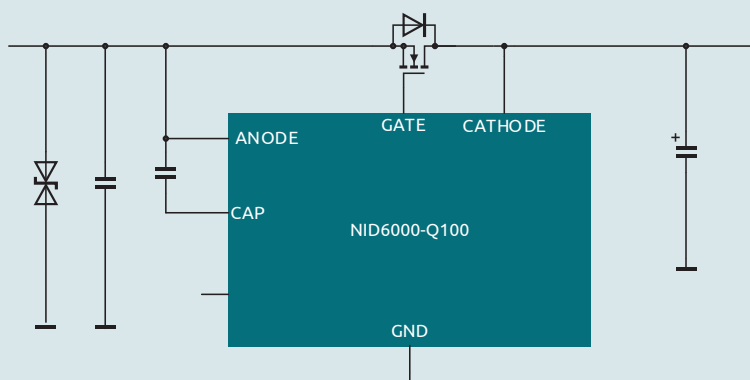 GATE
CATHODE
ANODE
+
CAP
NID6000-Q100
GND